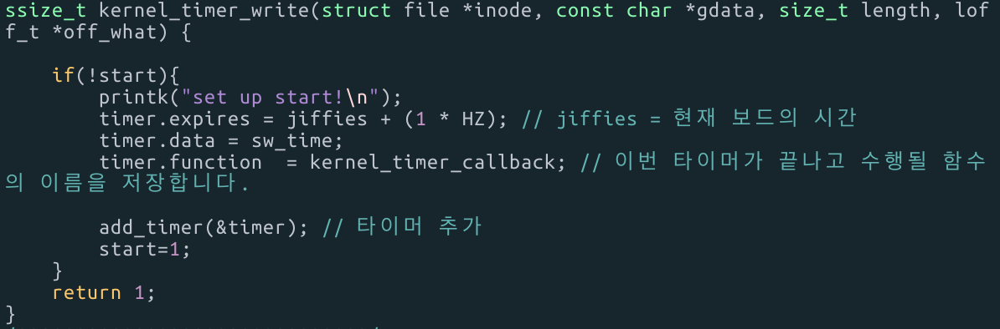 ssize_t kernel_timer_write(struct file *inode, const char *gdata, size_t length, lof
f_t *off_what) {
    if(!start){
        printk("set up start!\n");
        timer.expires = jiffies + (1 * HZ); // jiffies = 현재 보드의 시간
        timer.data = sw_time;
        timer.function  = kernel_timer_callback; // 이번 타이머가 끝나고 수행될 함수
의 이름을 저장합니다.
        add_timer(&timer); // 타이머 추가
        start=1;
    }
    return 1;
}